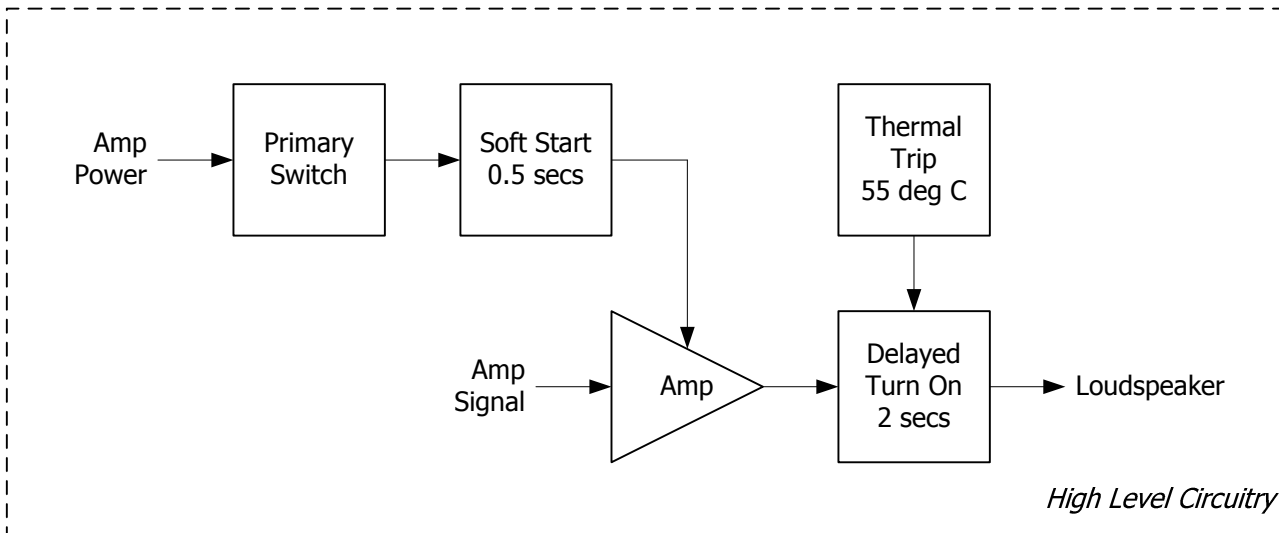 Amp
Power
Primary
Switch
Soft Start
0.5 secs
Thermal
Trip
55 deg C
Amp
Signal
Amp
Delayed
Turn On
2 secs
Loudspeaker
High Level Circuitry